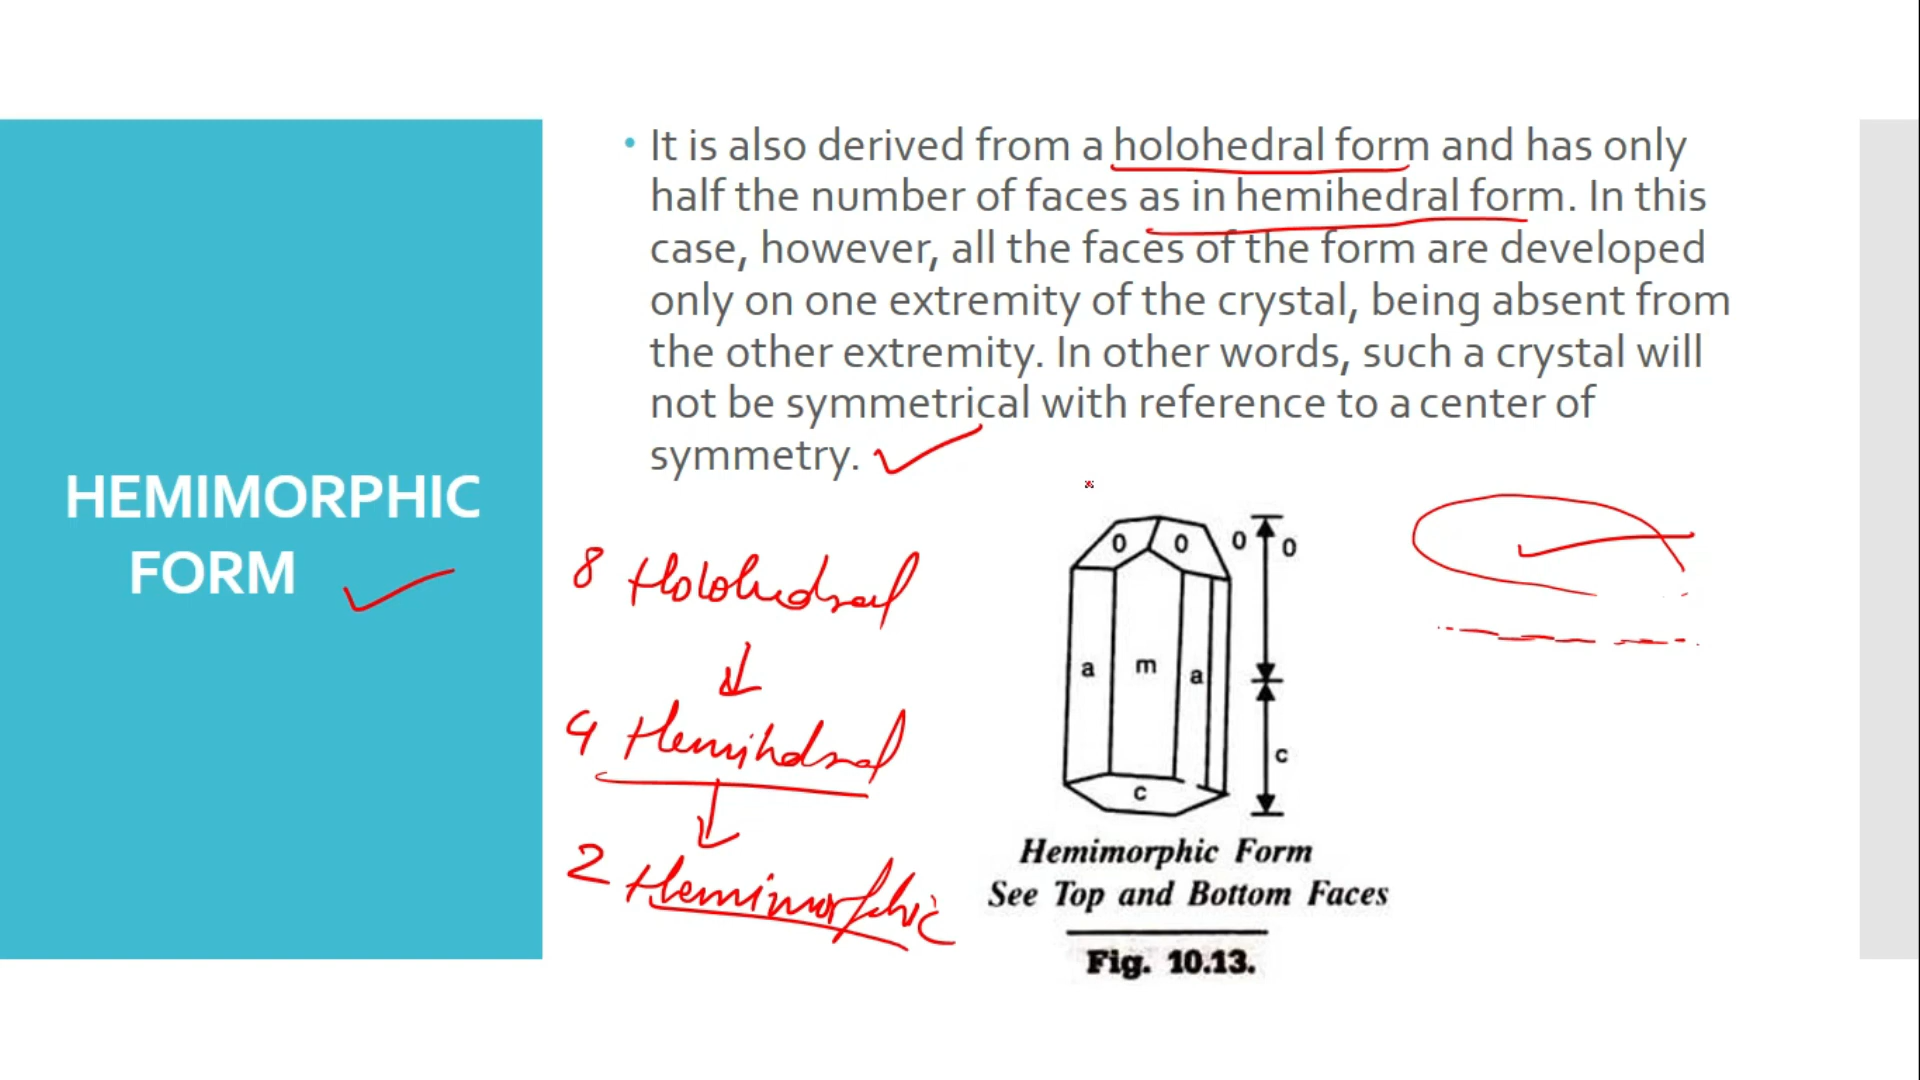 HEMIMORPHIC
FORM
• It is also derived from a holohedral form and has only
half the number of faces as in hemihedral form. In this
case, however, all the faces of the form are developed
only on one extremity of the crystal, being absent from
the other extremity. In other words, such a crystal will
not be symmetrical with reference to a center of
symmetry.
8 Holohedral
4 Hemihedral
2 Hemimorphic
o o o o
a m a
c
c
Hemimorphic Form
See Top and Bottom Faces
Fig. 10.13.